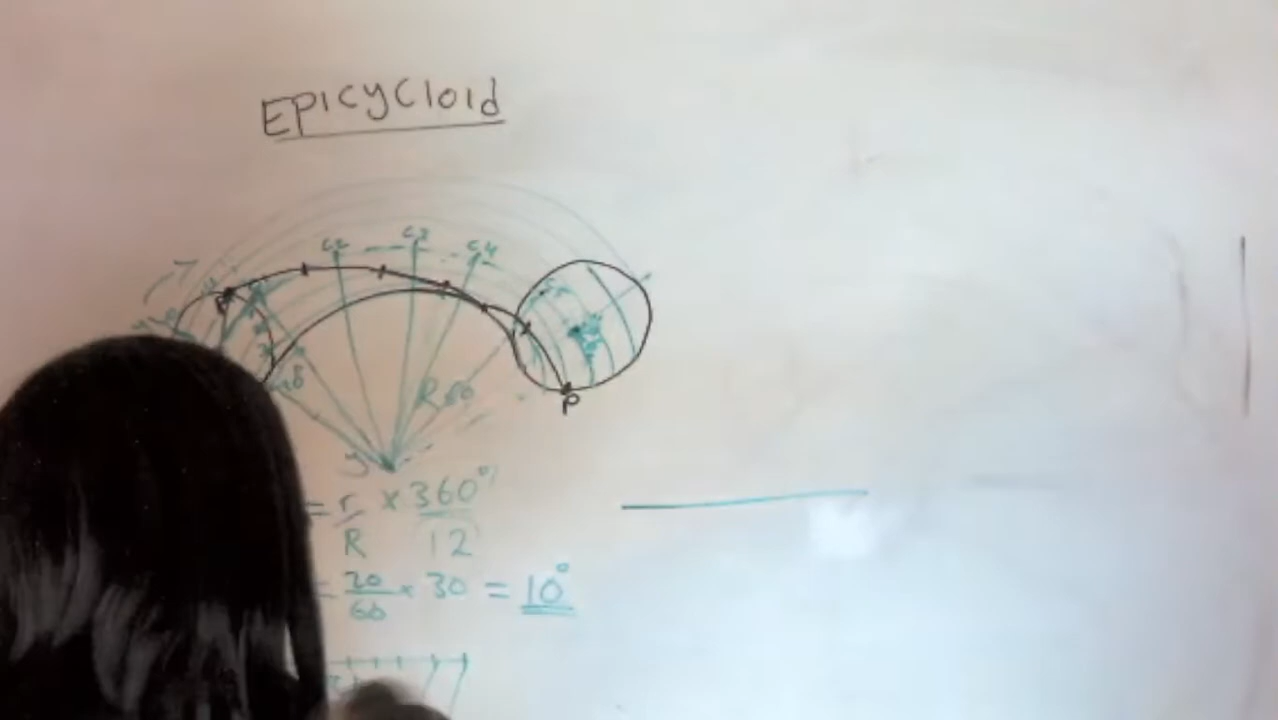 EPICYCloid
C2 C3 C4
P
R60
P
y
= r/R × 360°/12
= 20/60 × 30 = 10°